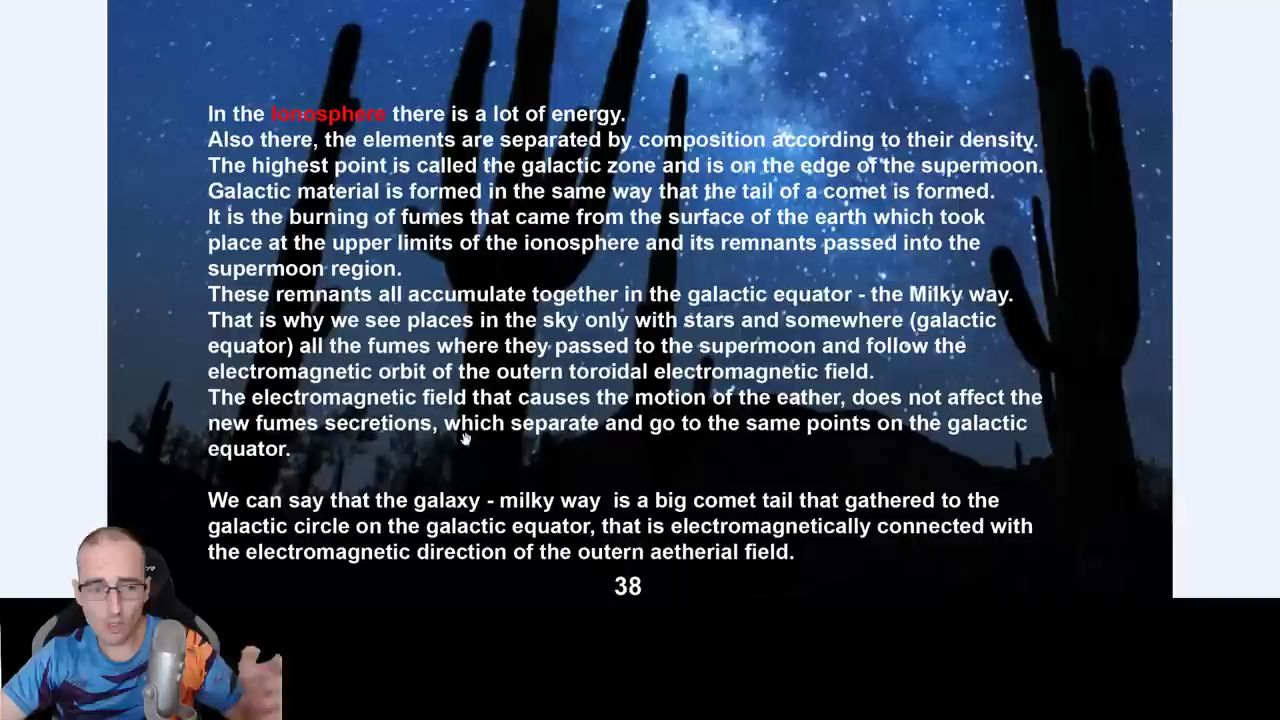 In the Ionosphere there is a lot of energy.
Also there, the elements are separated by composition according to their density.
The highest point is called the galactic zone and is on the edge of the supermoon.
Galactic material is formed in the same way that the tail of a comet is formed.
It is the burning of fumes that came from the surface of the earth which took
place at the upper limits of the ionosphere and its remnants passed into the
supermoon region.
These remnants all accumulate together in the galactic equator - the Milky way.
That is why we see places in the sky only with stars and somewhere (galactic
equator) all the fumes where they passed to the supermoon and follow the
electromagnetic orbit of the outern toroidal electromagnetic field.
The electromagnetic field that causes the motion of the eather, does not affect the
new fumes secretions, which separate and go to the same points on the galactic
equator.
We can say that the galaxy - milky way  is a big comet tail that gathered to the
galactic circle on the galactic equator, that is electromagnetically connected with
the electromagnetic direction of the outern aetherial field.
38